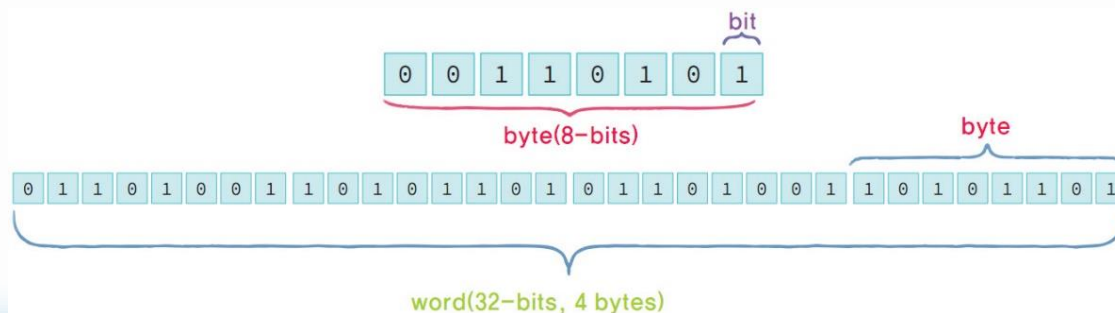 bit
0 0 1 1 0 1 0 1
byte(8-bits)
byte
0 1 1 0 1 0 0 1 1 0 1 0 1 1 0 1 0 1 1 0 1 0 0 1 1 0 1 0 1 1 0 1
word(32-bits, 4 bytes)